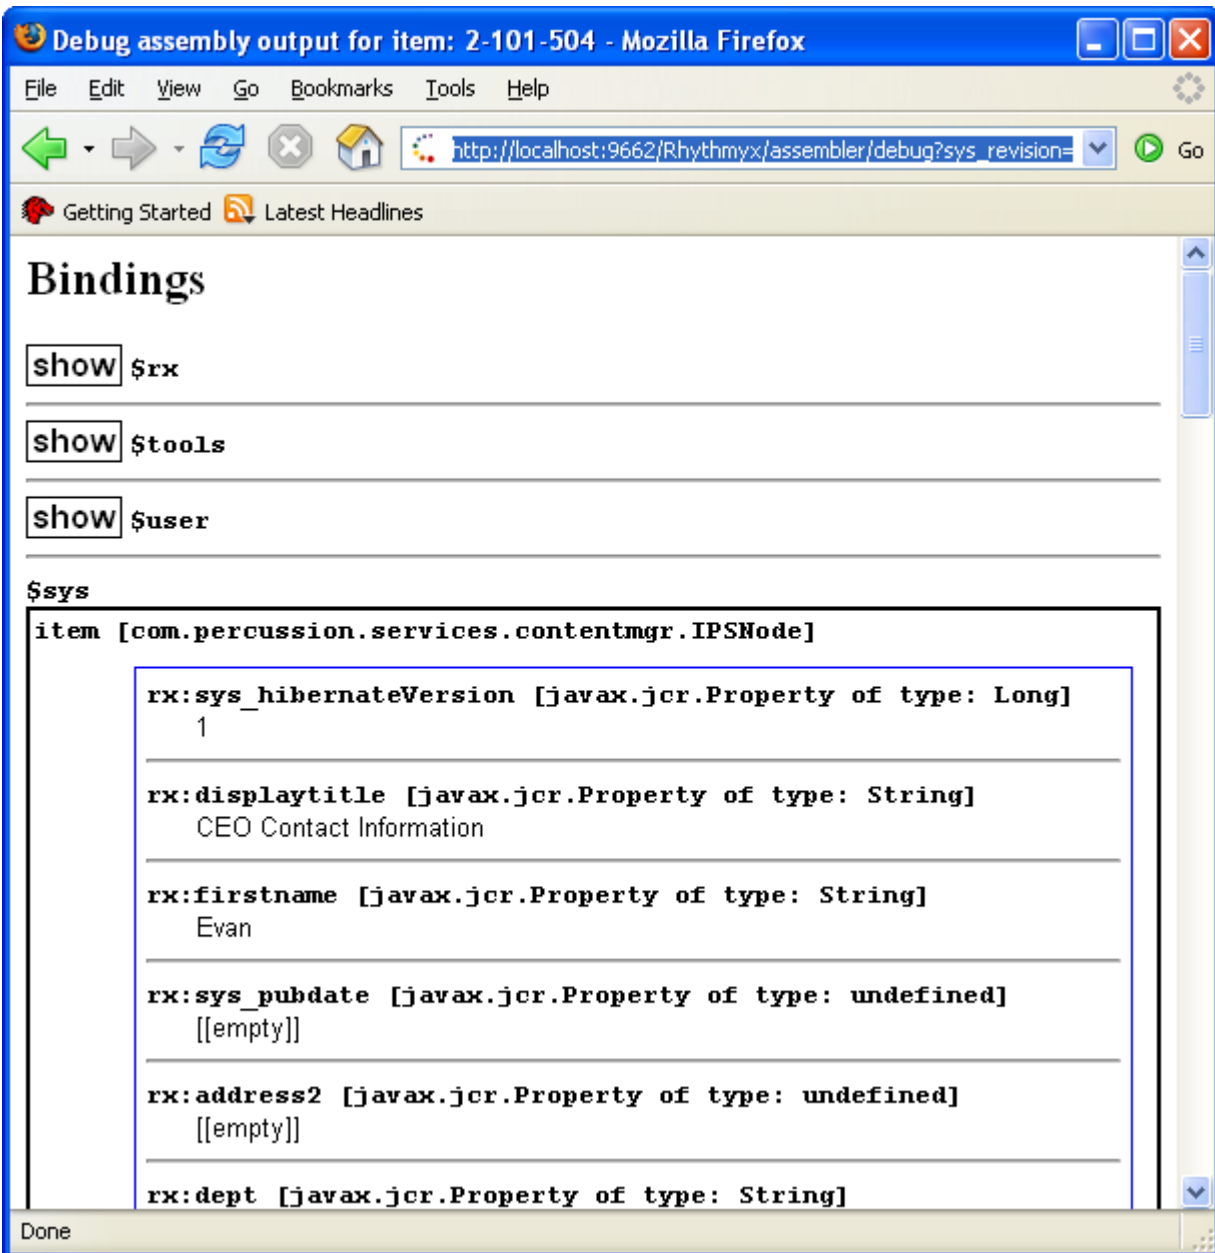 Debug assembly output for item: 2-101-504 - Mozilla Firefox
File Edit View Go Bookmarks Tools Help
http://localhost:9662/Rhythmyx/assembler/debug?sys_revision= Go
Getting Started Latest Headlines
Bindings
show $rx
show $tools
show $user
$sys
item [com.percussion.services.contentmgr.IPSNode]
rx:sys_hibernateVersion [javax.jcr.Property of type: Long]
1
rx:displaytitle [javax.jcr.Property of type: String]
CEO Contact Information
rx:firstname [javax.jcr.Property of type: String]
Evan
rx:sys_pubdate [javax.jcr.Property of type: undefined]
[[empty]]
rx:address2 [javax.jcr.Property of type: undefined]
[[empty]]
rx:dept [javax.jcr.Property of type: String]
Done